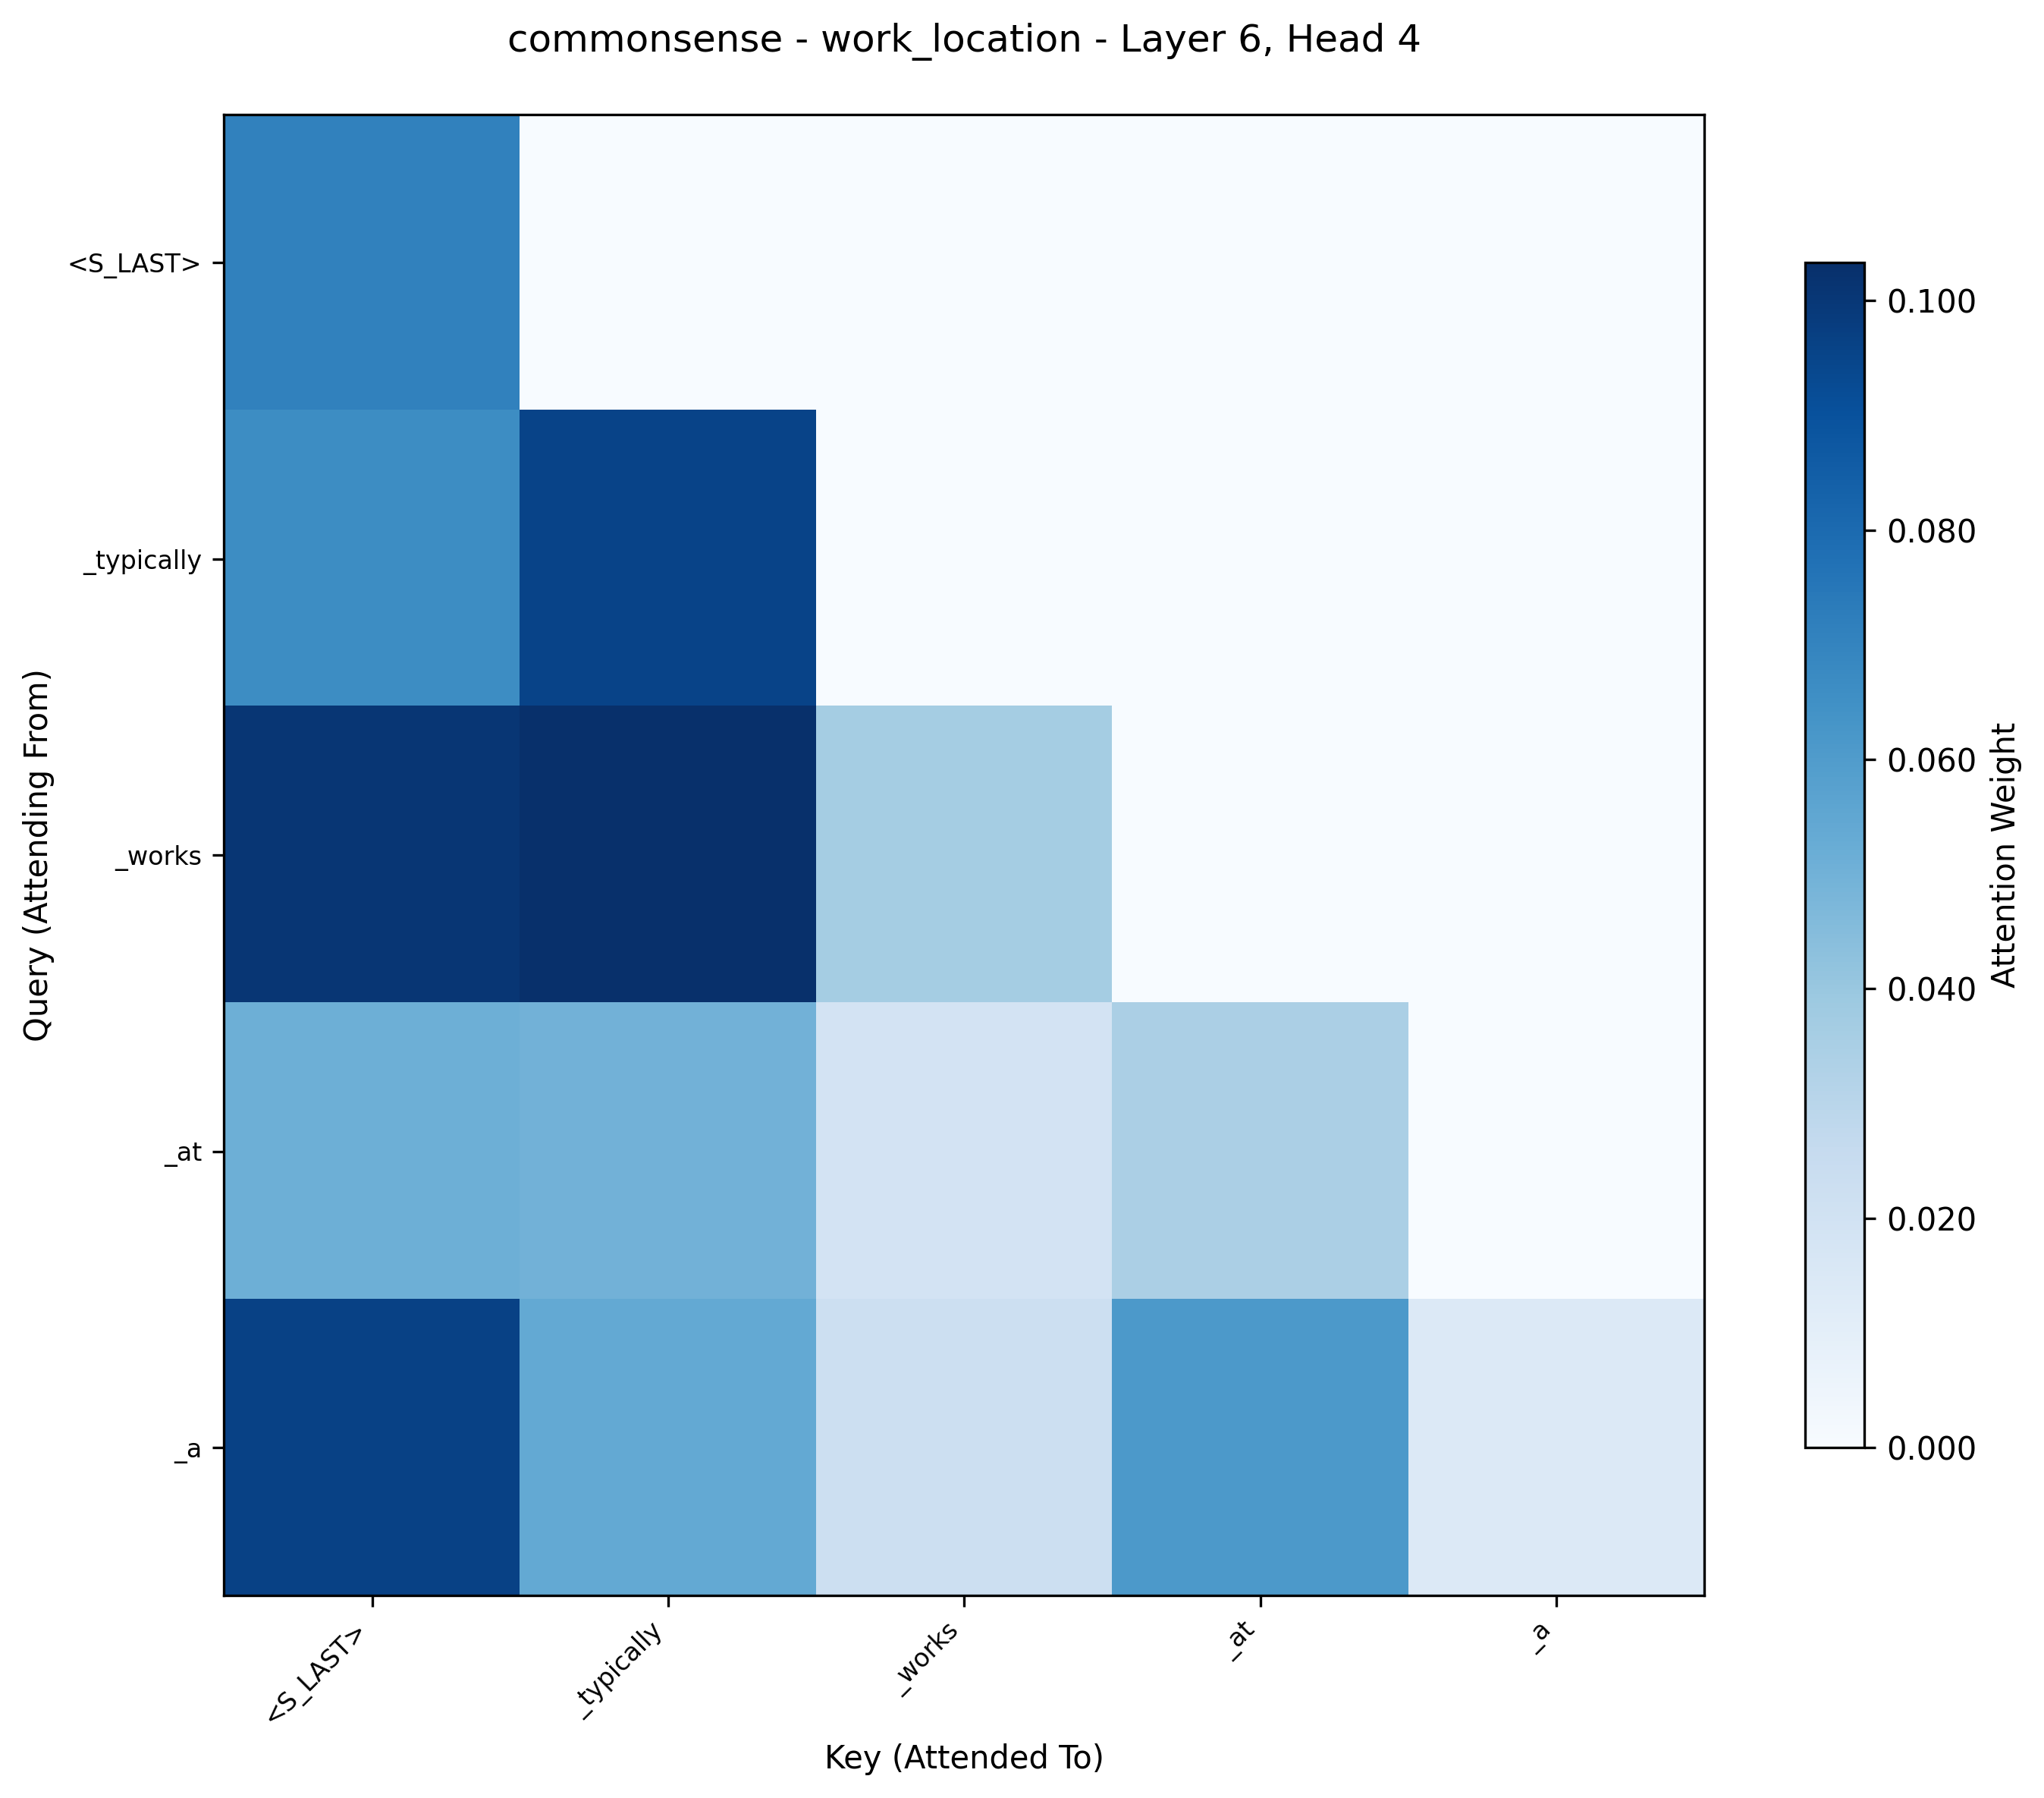 commonsense - work_location - Layer 6, Head 4
<S_LAST>
_typically
_works
_at
_a
Query (Attending From)
<S_LAST>
_typically
_works
_at
_a
Key (Attended To)
0.100
0.080
0.060
0.040
0.020
0.000
Attention Weight